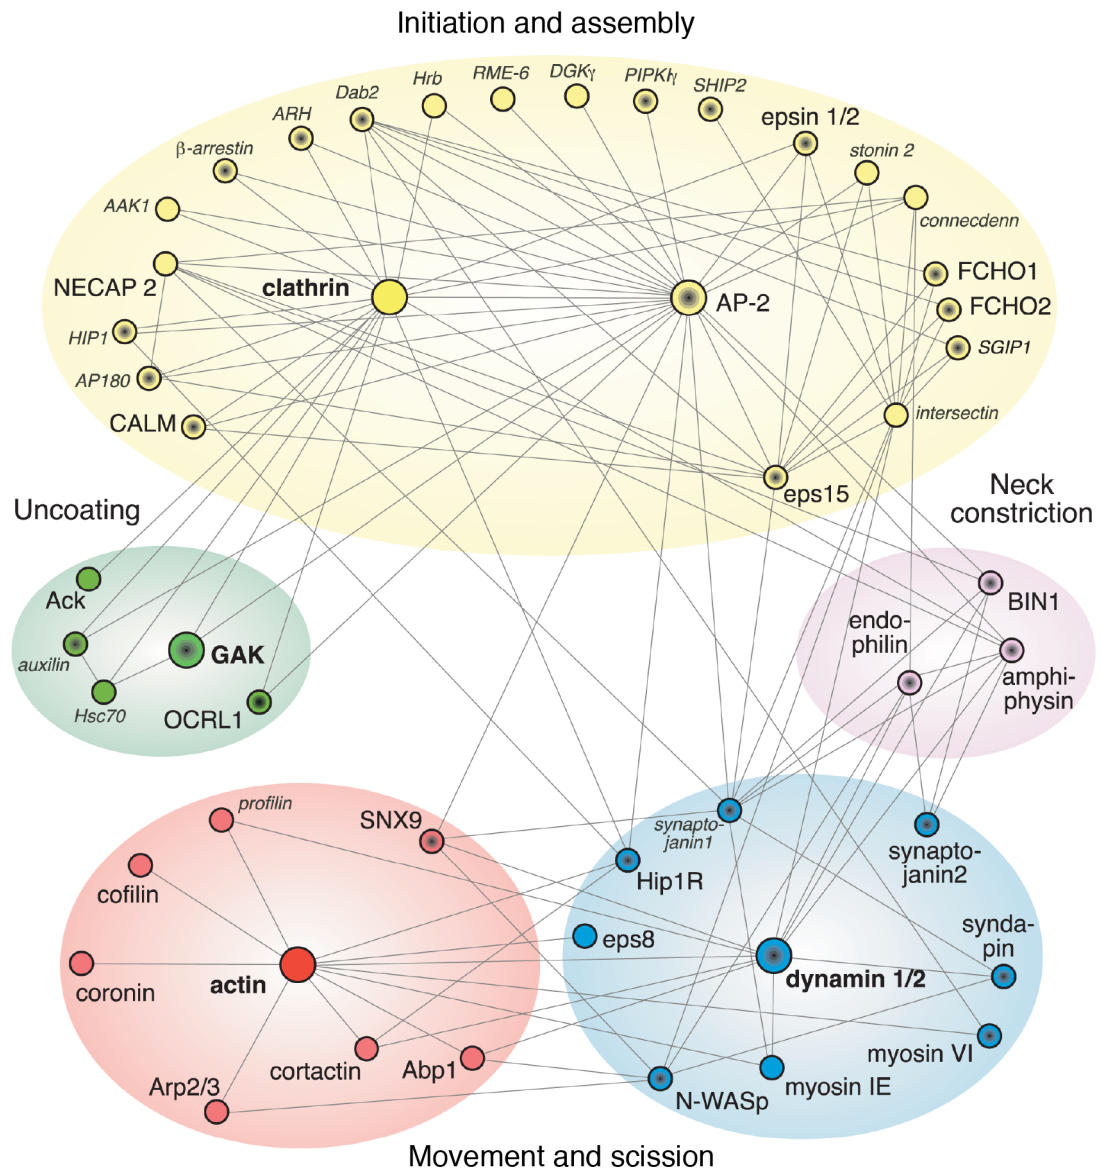 Initiation and assembly
Hrb
RME-6
DGKγ
PIPKIγ
SHIP2
Dab2
ARH
epsin 1/2
β-arrestin
stonin 2
AAK1
connecdenn
NECAP 2
clathrin
AP-2
FCHO1
FCHO2
HIP1
SGIP1
AP180
CALM
intersectin
eps15
Uncoating
Neck
constriction
Ack
BIN1
endo-
philin
auxilin
GAK
amphi-
physin
Hsc70
OCRL1
profilin
SNX9
synapto-
janin1
synapto-
janin2
cofilin
Hip1R
eps8
synda-
pin
coronin
actin
dynamin 1/2
cortactin
Abp1
myosin VI
Arp2/3
N-WASp
myosin IE
Movement and scission